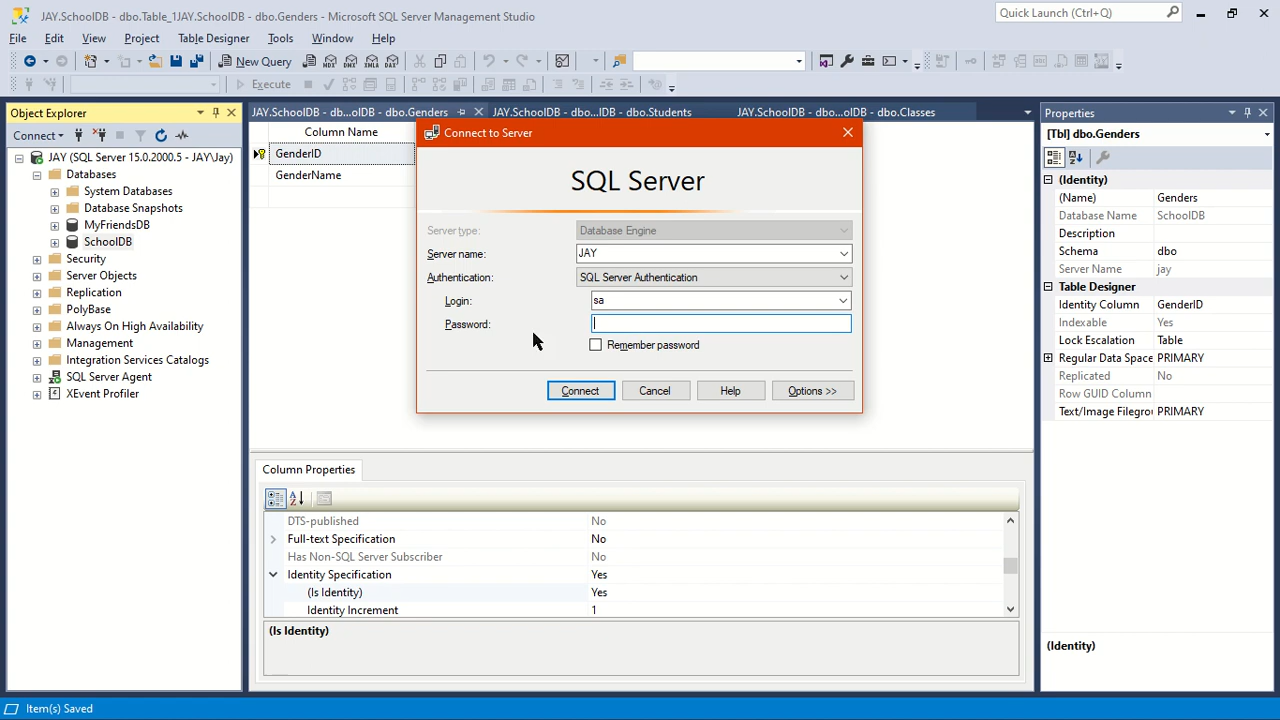 JAY.SchoolDB - dbo.Table_1JAY.SchoolDB - dbo.Genders - Microsoft SQL Server Management Studio
Quick Launch (Ctrl+Q)
File Edit View Project Table Designer Tools Window Help
New Query
MDX DMX XMLA DAX
Execute
Object Explorer
JAY.SchoolDB - db...oIDB - dbo.Genders
JAY.SchoolDB - db...IDB - dbo.Students
JAY.SchoolDB - dbo...oIDB - dbo.Classes
Properties
Connect
JAY (SQL Server 15.0.2000.5 - JAY\Jay)
Databases
System Databases
Database Snapshots
MyFriendsDB
SchoolDB
Security
Server Objects
Replication
PolyBase
Always On High Availability
Management
Integration Services Catalogs
SQL Server Agent
XEvent Profiler
Column Name
GenderID
GenderName
Connect to Server
SQL Server
Server type: Database Engine
Server name: JAY
Authentication: SQL Server Authentication
Login: sa
Password:
Remember password
Connect Cancel Help Options >>
[Tbl] dbo.Genders
(Identity)
(Name) Genders
Database Name SchoolDB
Description
Schema dbo
Server Name jay
Table Designer
Identity Column GenderID
Indexable Yes
Lock Escalation Table
Regular Data Space PRIMARY
Replicated No
Row GUID Column
Text/Image Filegrou PRIMARY
(Identity)
Column Properties
DTS-published No
Full-text Specification No
Has Non-SQL Server Subscriber No
Identity Specification Yes
(Is Identity) Yes
Identity Increment 1
(Is Identity)
Item(s) Saved